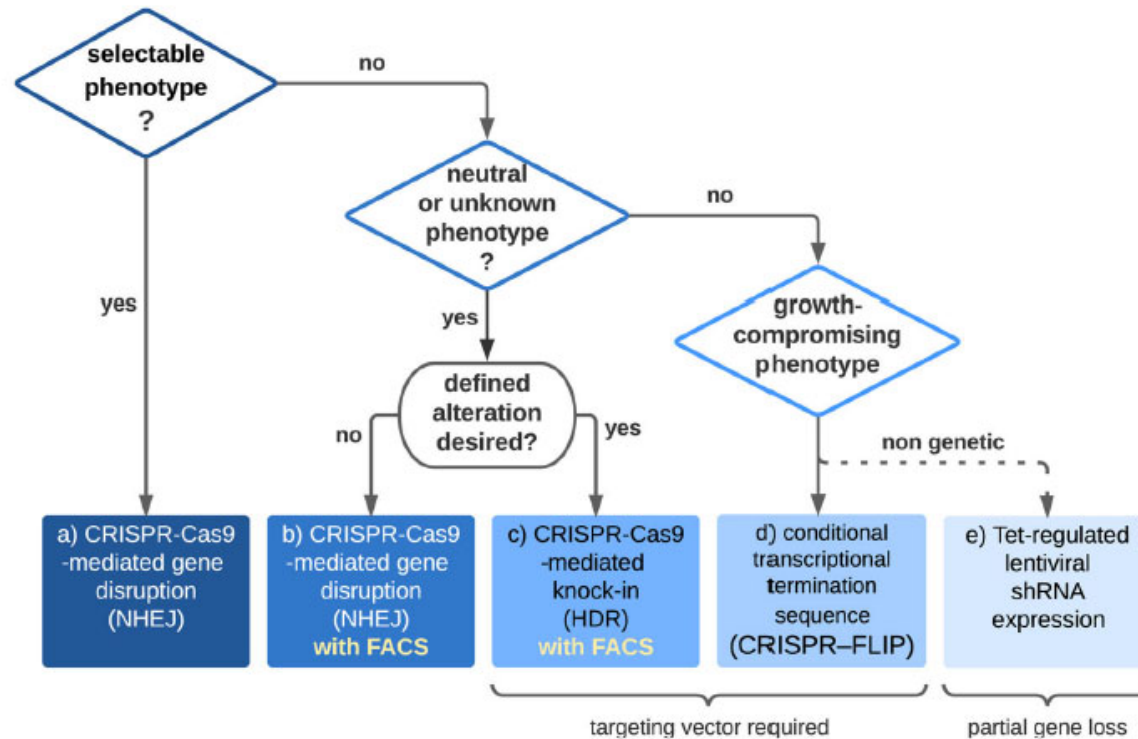 selectable
phenotype
?
no
neutral
or unknown
phenotype
?
no
yes
yes
growth-
compromising
phenotype
defined
alteration
desired?
no
yes
non genetic
a) CRISPR-Cas9
-mediated gene
disruption
(NHEJ)
b) CRISPR-Cas9
-mediated gene
disruption
(NHEJ)
with FACS
c) CRISPR-Cas9
-mediated
knock-in
(HDR)
with FACS
d) conditional
transcriptional
termination
sequence
(CRISPR–FLIP)
e) Tet-regulated
lentiviral
shRNA
expression
targeting vector required
partial gene loss